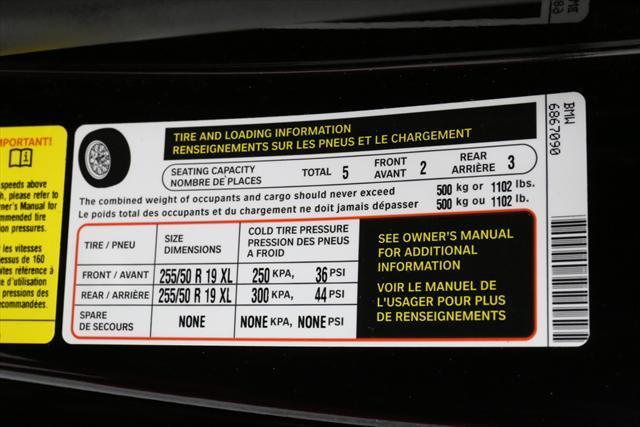 IMPORTANT!
speeds above
please refer to
Owner's Manual for
tire
pressures.
les vitesses
dessus de 160
référence à
d'utilisation
pressions des
recommandées.
TIRE AND LOADING INFORMATION
RENSEIGNEMENTS SUR LES PNEUS ET LE CHARGEMENT
SEATING CAPACITY
NOMBRE DE PLACES
TOTAL 5
FRONT
AVANT 2
REAR
ARRIÈRE 3
The combined weight of occupants and cargo should never exceed 500 kg or 1102 lbs.
Le poids total des occupants et du chargement ne doit jamais dépasser 500 kg ou 1102 lb.
TIRE / PNEU
SIZE
DIMENSIONS
COLD TIRE PRESSURE
PRESSION DES PNEUS
A FROID
FRONT / AVANT 255/50 R 19 XL 250 KPA, 36 PSI
REAR / ARRIÈRE 255/50 R 19 XL 300 KPA, 44 PSI
SPARE
DE SECOURS
NONE NONE KPA, NONE PSI
SEE OWNER'S MANUAL
FOR ADDITIONAL
INFORMATION
VOIR LE MANUEL DE
L'USAGER POUR PLUS
DE RENSEIGNEMENTS
BMW
6867090